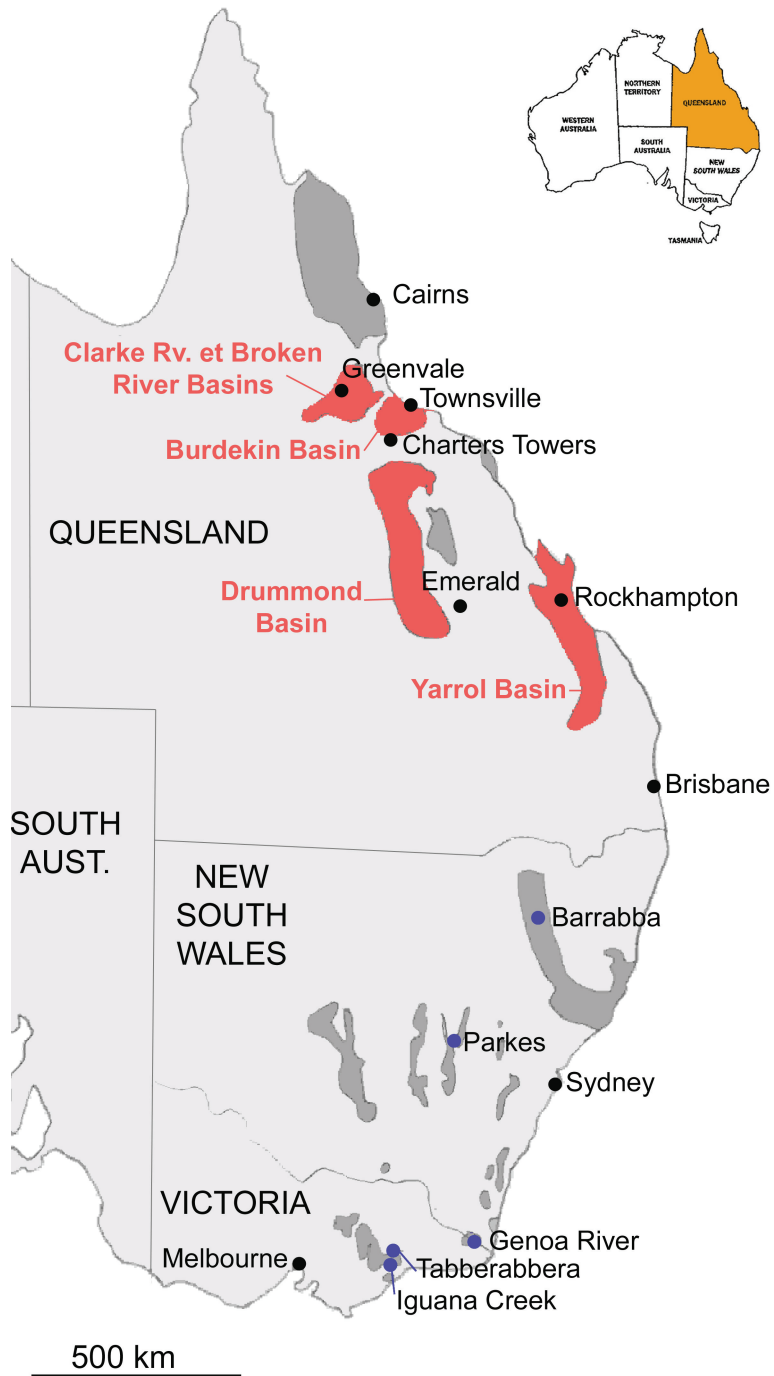 NORTHERN
TERRITORY
QUEENSLAND
WESTERN
AUSTRALIA
SOUTH
AUSTRALIA
NEW
SOUTH WALES
VICTORIA
TASMANIA
Cairns
Clarke Rv. et Broken
River Basins
Greenvale
Townsville
Burdekin Basin
Charters Towers
QUEENSLAND
Emerald
Drummond
Basin
Rockhampton
Yarrol Basin
Brisbane
SOUTH
AUST.
NEW
SOUTH
WALES
Barrabba
Parkes
Sydney
VICTORIA
Genoa River
Melbourne
Tabberabbera
Iguana Creek
500 km